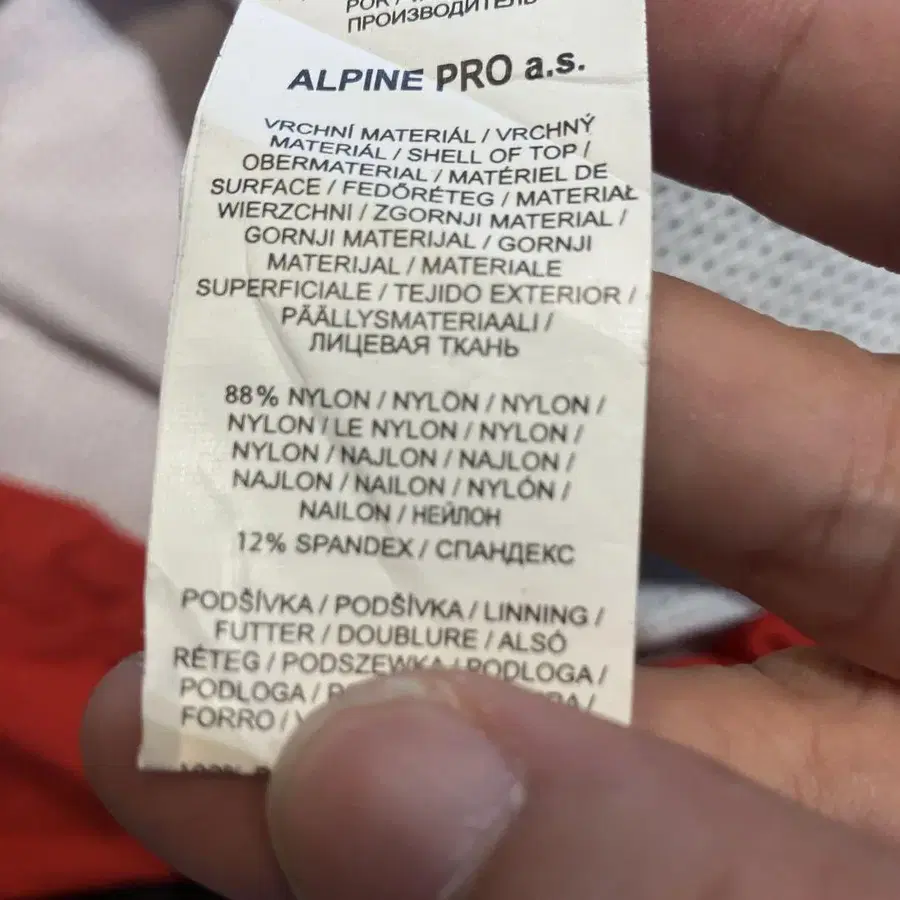 ПРОИЗВОДИТЕЛЬ
ALPINE PRO a.s.
VRCHNÍ MATERIÁL / VRCHNÝ
MATERIÁL / SHELL OF TOP /
OBERMATERIAL / MATÉRIEL DE
SURFACE / FEDŐRÉTEG / MATERIAŁ
WIERZCHNI / ZGORNJI MATERIAL /
GORNJI MATERIJAL / GORNJI
MATERIJAL / MATERIALE
SUPERFICIALE / TEJIDO EXTERIOR /
PÄÄLLYSMATERIAALI /
ЛИЦЕВАЯ ТКАНЬ
88% NYLON / NYLÓN / NYLON /
NYLON / LE NYLON / NYLON /
NYLON / NAJLON / NAJLON /
NAJLON / NAILON / NYLÓN /
NAILON / НЕЙЛОН
12% SPANDEX / СПАНДЕКС
PODŠÍVKA / PODŠÍVKA / LINNING /
FUTTER / DOUBLURE / ALSÓ
RÉTEG / PODSZEWKA / PODLOGA /
PODLOGA /
FORRO /